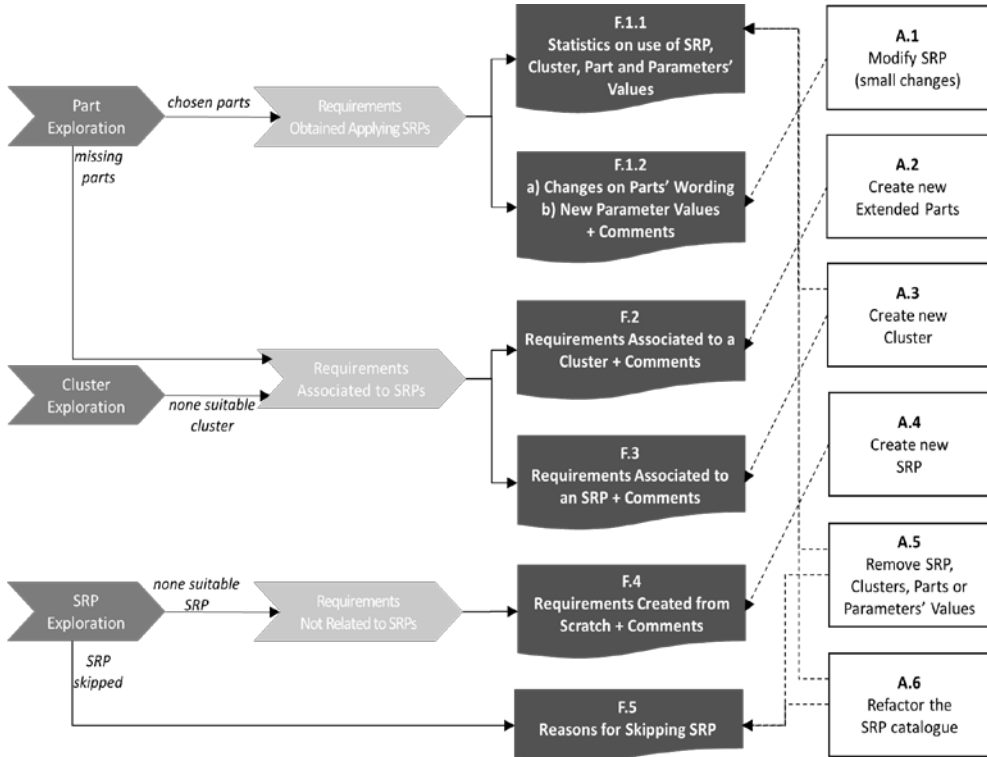 F.1.1
Statistics on use of SRP,
Cluster, Part and Parameters'
Values
A.1
Modify SRP
(small changes)
Part
Exploration
chosen parts
Requirements
Obtained Applying SRPs
missing
parts
F.1.2
a) Changes on Parts' Wording
b) New Parameter Values
+ Comments
A.2
Create new
Extended Parts
A.3
Create new
Cluster
F.2
Requirements Associated to a
Cluster + Comments
Cluster
Exploration
none suitable
cluster
Requirements
Associated to SRPs
A.4
Create new
SRP
F.3
Requirements Associated to
an SRP + Comments
A.5
Remove SRP,
Clusters, Parts or
Parameters' Values
SRP
Exploration
none suitable
SRP
Requirements
Not Related to SRPs
F.4
Requirements Created from
Scratch + Comments
SRP
skipped
F.5
Reasons for Skipping SRP
A.6
Refactor the
SRP catalogue